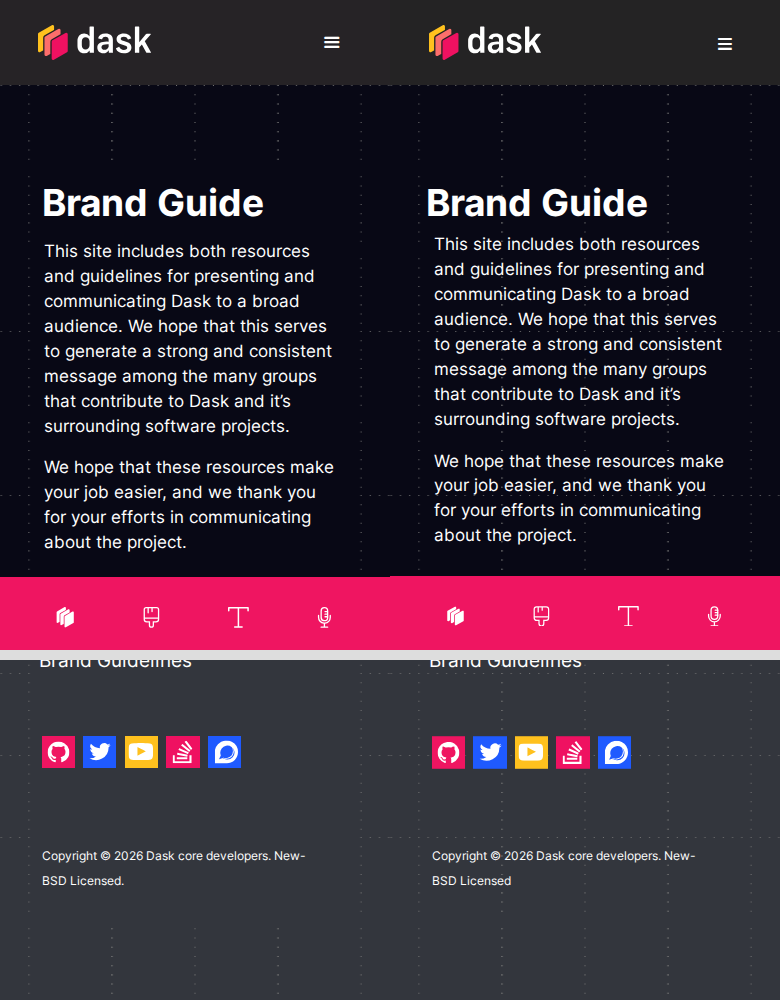 dask
Brand Guide
This site includes both resources
and guidelines for presenting and
communicating Dask to a broad
audience. We hope that this serves
to generate a strong and consistent
message among the many groups
that contribute to Dask and it’s
surrounding software projects.
We hope that these resources make
your job easier, and we thank you
for your efforts in communicating
about the project.
Brand Guidelines
Copyright © 2026 Dask core developers. New-
BSD Licensed.
dask
Brand Guide
This site includes both resources
and guidelines for presenting and
communicating Dask to a broad
audience. We hope that this serves
to generate a strong and consistent
message among the many groups
that contribute to Dask and it’s
surrounding software projects.
We hope that these resources make
your job easier, and we thank you
for your efforts in communicating
about the project.
Brand Guidelines
Copyright © 2026 Dask core developers. New-
BSD Licensed